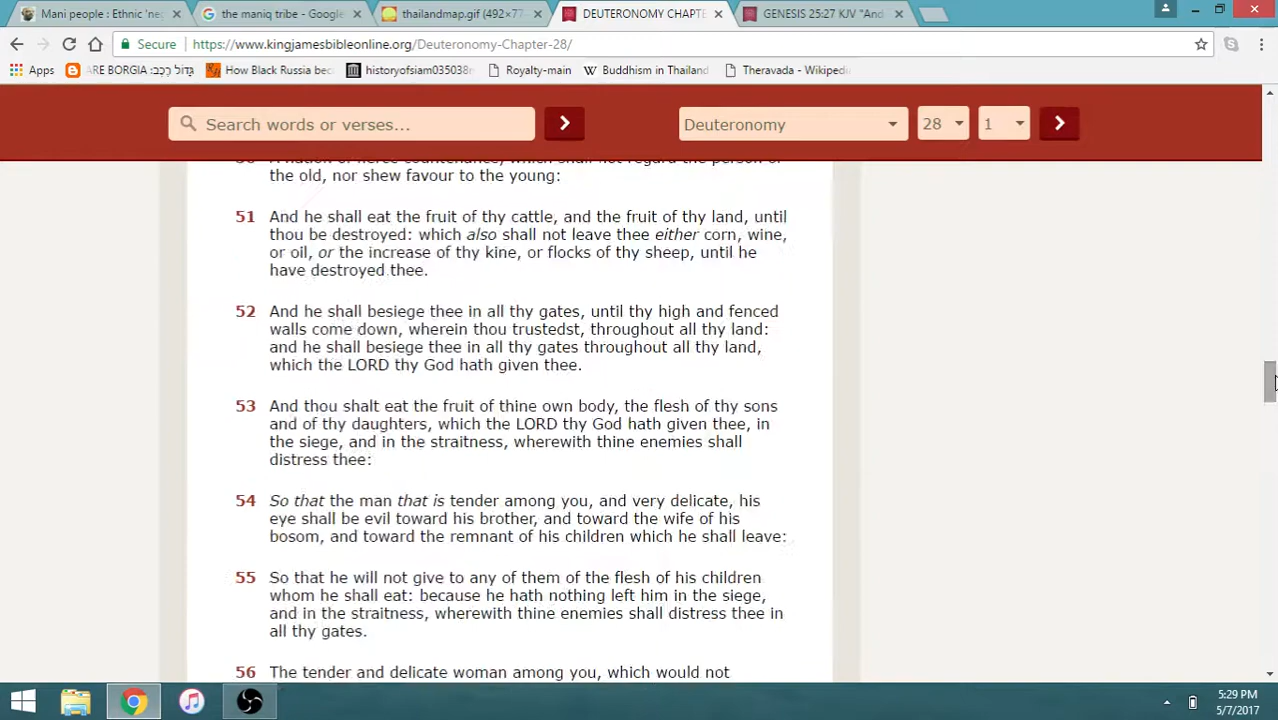 Mani people : Ethnic 'ne
the maniq tribe - Google
thailandmap.gif (492×77
DEUTERONOMY CHAPTE
GENESIS 25:27 KJV "And
Secure
https://www.kingjamesbibleonline.org/Deuteronomy-Chapter-28/
Apps
ARE BORGIA :גָּדוֹל רֶכֶב
How Black Russia bec
historyofsiam035038m
Royalty-main
Buddhism in Thailand
Theravada - Wikipedi
Search words or verses...
Deuteronomy
28
1
the old, nor shew favour to the young:
51 And he shall eat the fruit of thy cattle, and the fruit of thy land, until
thou be destroyed: which also shall not leave thee either corn, wine,
or oil, or the increase of thy kine, or flocks of thy sheep, until he
have destroyed thee.
52 And he shall besiege thee in all thy gates, until thy high and fenced
walls come down, wherein thou trustedst, throughout all thy land:
and he shall besiege thee in all thy gates throughout all thy land,
which the LORD thy God hath given thee.
53 And thou shalt eat the fruit of thine own body, the flesh of thy sons
and of thy daughters, which the LORD thy God hath given thee, in
the siege, and in the straitness, wherewith thine enemies shall
distress thee:
54 So that the man that is tender among you, and very delicate, his
eye shall be evil toward his brother, and toward the wife of his
bosom, and toward the remnant of his children which he shall leave:
55 So that he will not give to any of them of the flesh of his children
whom he shall eat: because he hath nothing left him in the siege,
and in the straitness, wherewith thine enemies shall distress thee in
all thy gates.
56 The tender and delicate woman among you, which would not
5:29 PM
5/7/2017